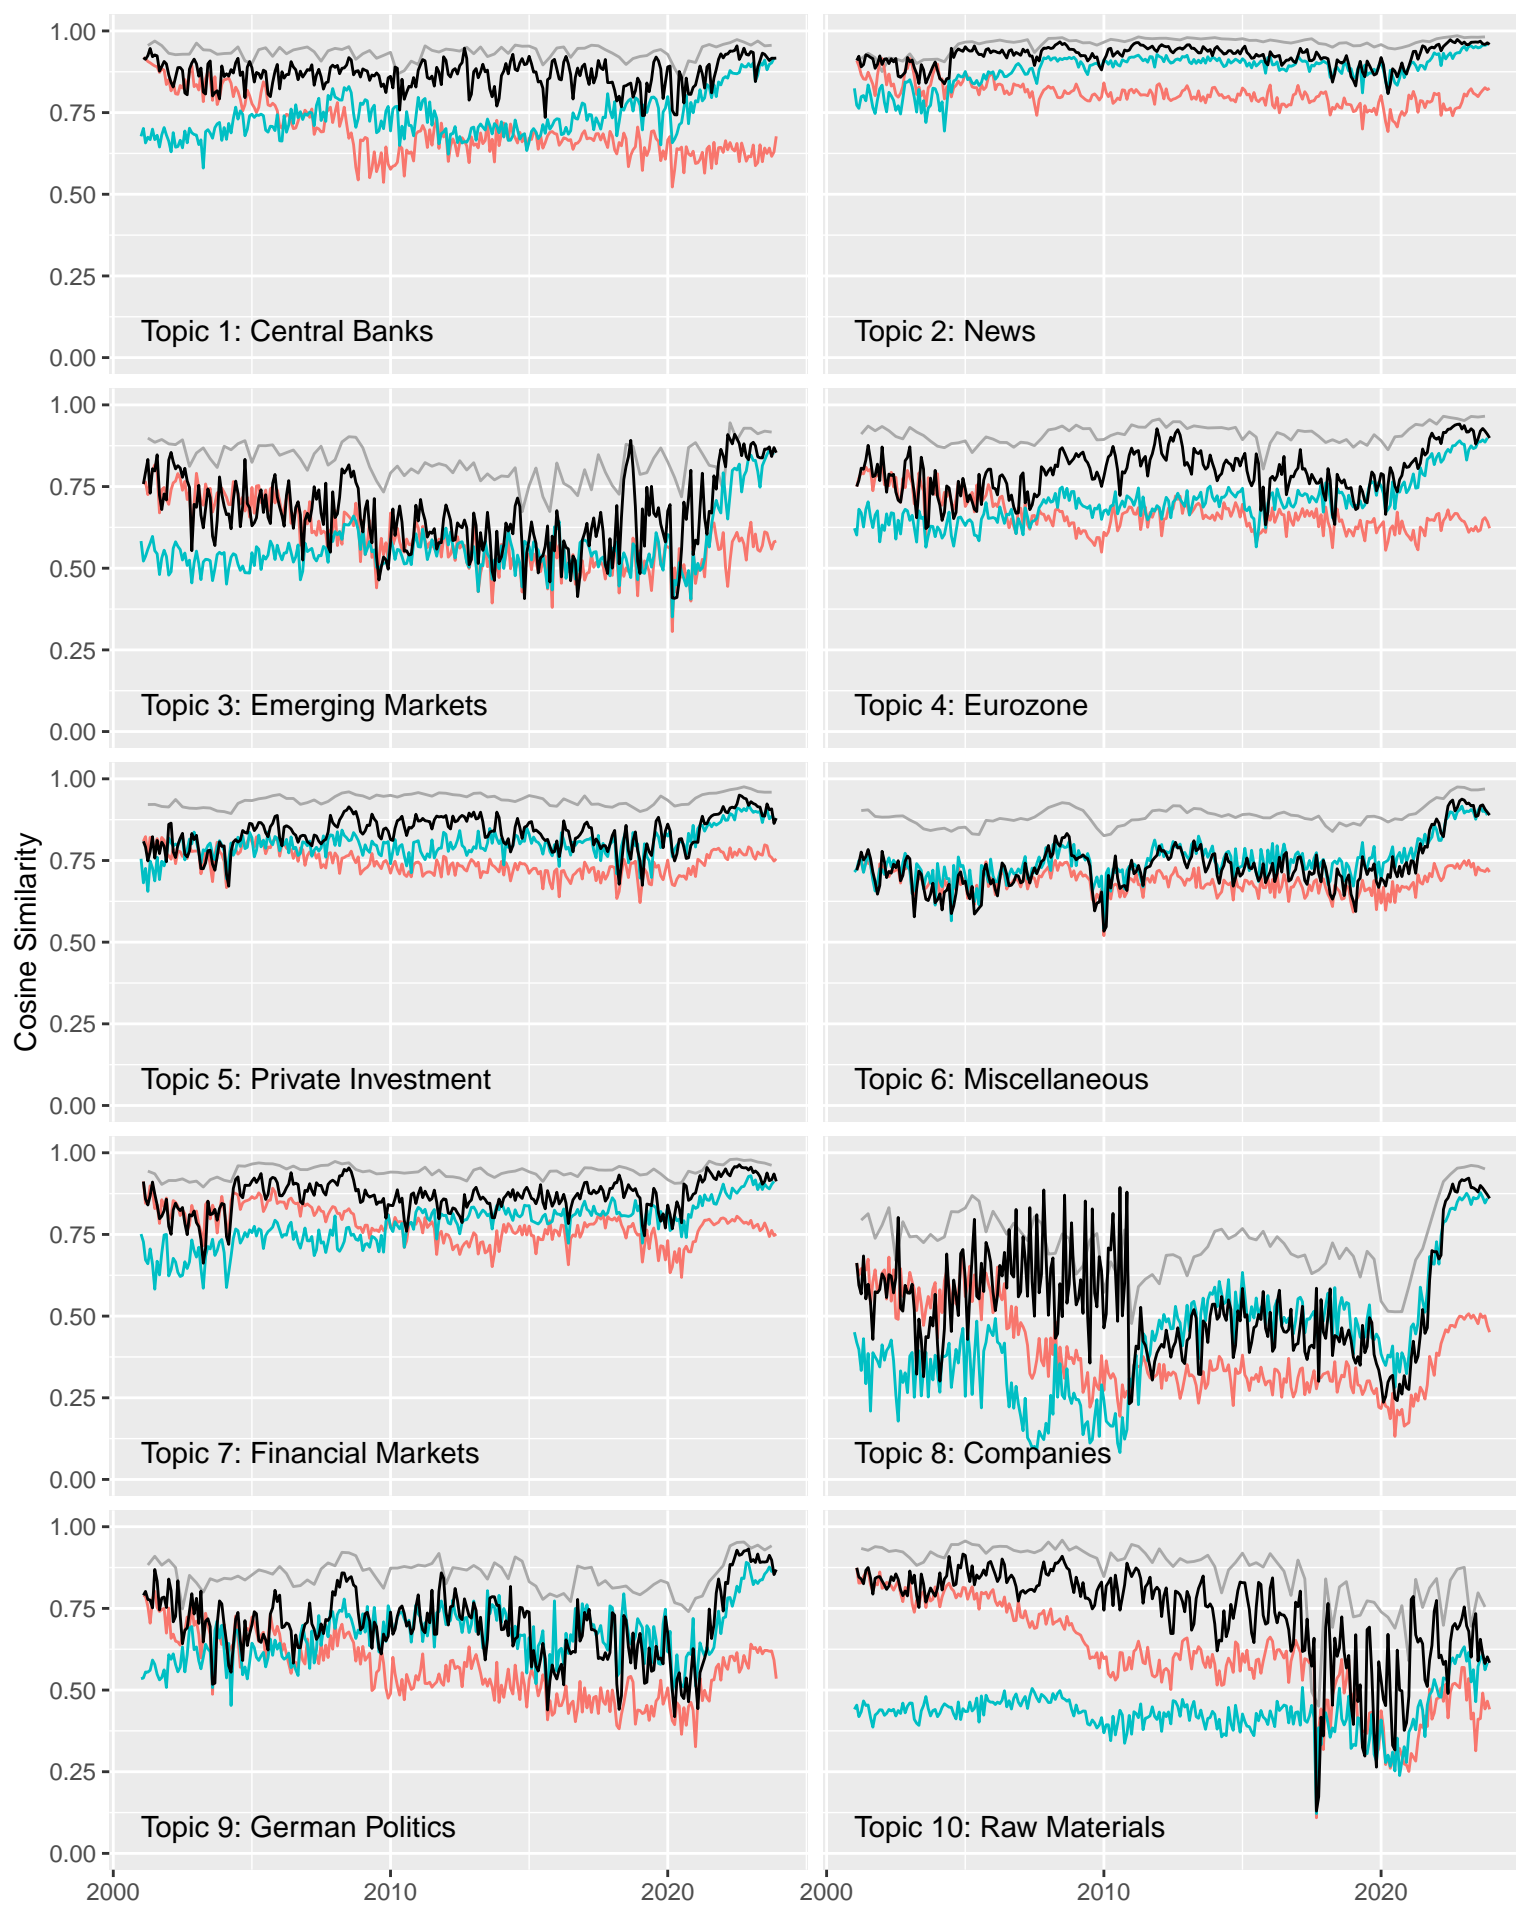 1.00
0.75
0.50
0.25
0.00
Topic 1: Central Banks
Topic 2: News
1.00
0.75
0.50
0.25
0.00
Topic 3: Emerging Markets
Topic 4: Eurozone
1.00
0.75
0.50
0.25
0.00
Topic 5: Private Investment
Topic 6: Miscellaneous
Cosine Similarity
1.00
0.75
0.50
0.25
0.00
Topic 7: Financial Markets
Topic 8: Companies
1.00
0.75
0.50
0.25
0.00
Topic 9: German Politics
Topic 10: Raw Materials
2000 2010 2020 2000 2010 2020